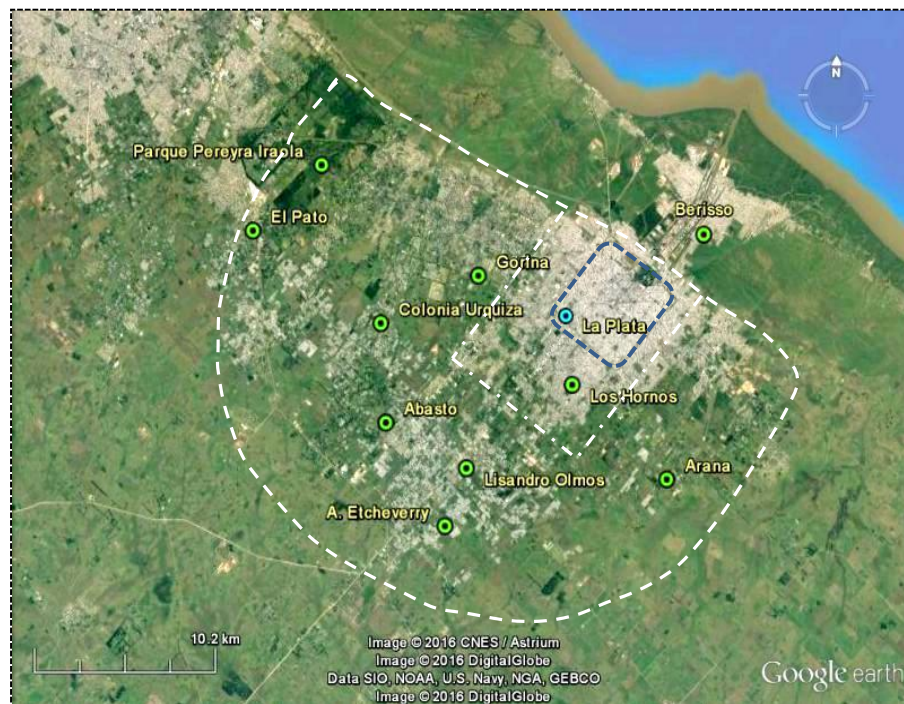 N
Parque Pereyra Iraola
Berisso
El Pato
Gorina
Colonia Urquiza
La Plata
Los Hornos
Abasto
Arana
Lisandro Olmos
A. Etcheverry
10.2 km
Image © 2016 CNES / Astrium
Image © 2016 DigitalGlobe
Data SIO, NOAA, U.S. Navy, NGA, GEBCO
Image © 2016 DigitalGlobe
Google earth